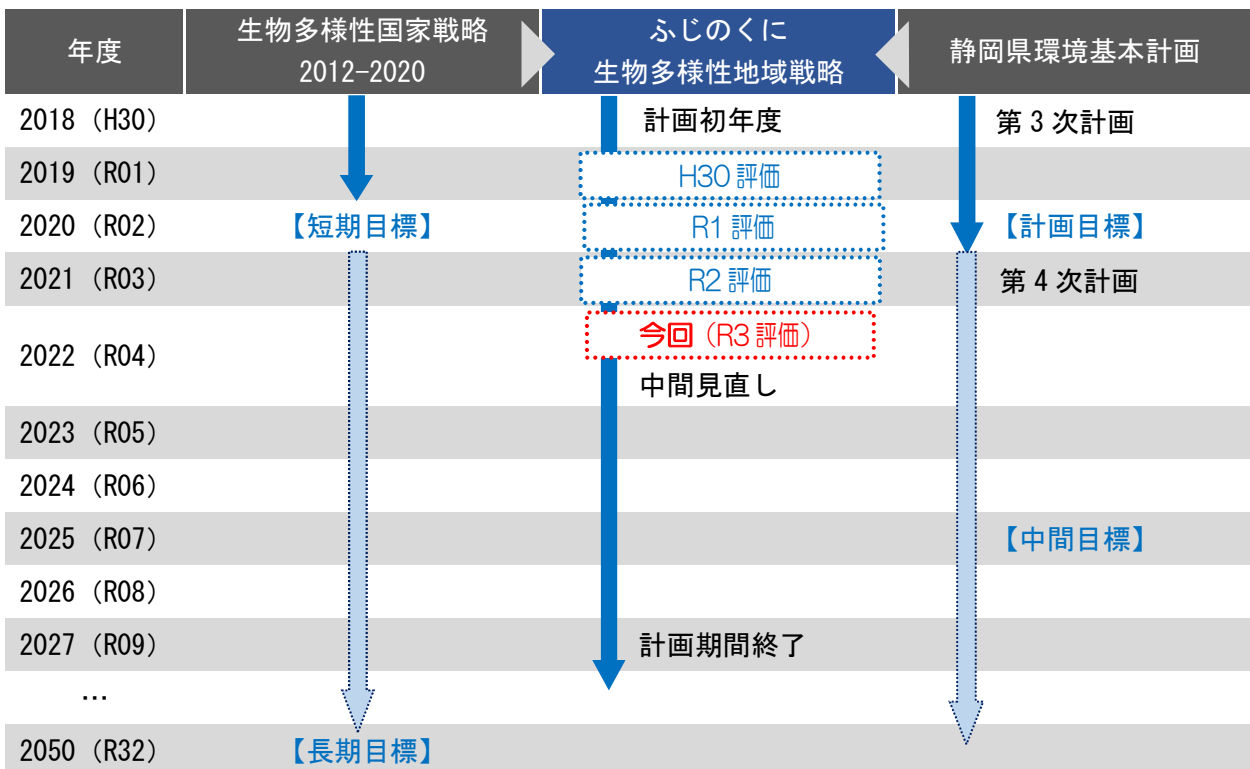 年度
生物多様性国家戦略
2012-2020
ふじのくに
生物多様性地域戦略
静岡県環境基本計画
2018 (H30)
計画初年度
第3次計画
2019 (R01)
H30評価
2020 (R02)
【短期目標】
R1評価
【計画目標】
2021 (R03)
R2評価
第4次計画
2022 (R04)
今回（R3評価）
中間見直し
2023 (R05)
2024 (R06)
2025 (R07)
【中間目標】
2026 (R08)
2027 (R09)
計画期間終了
…
2050 (R32)
【長期目標】